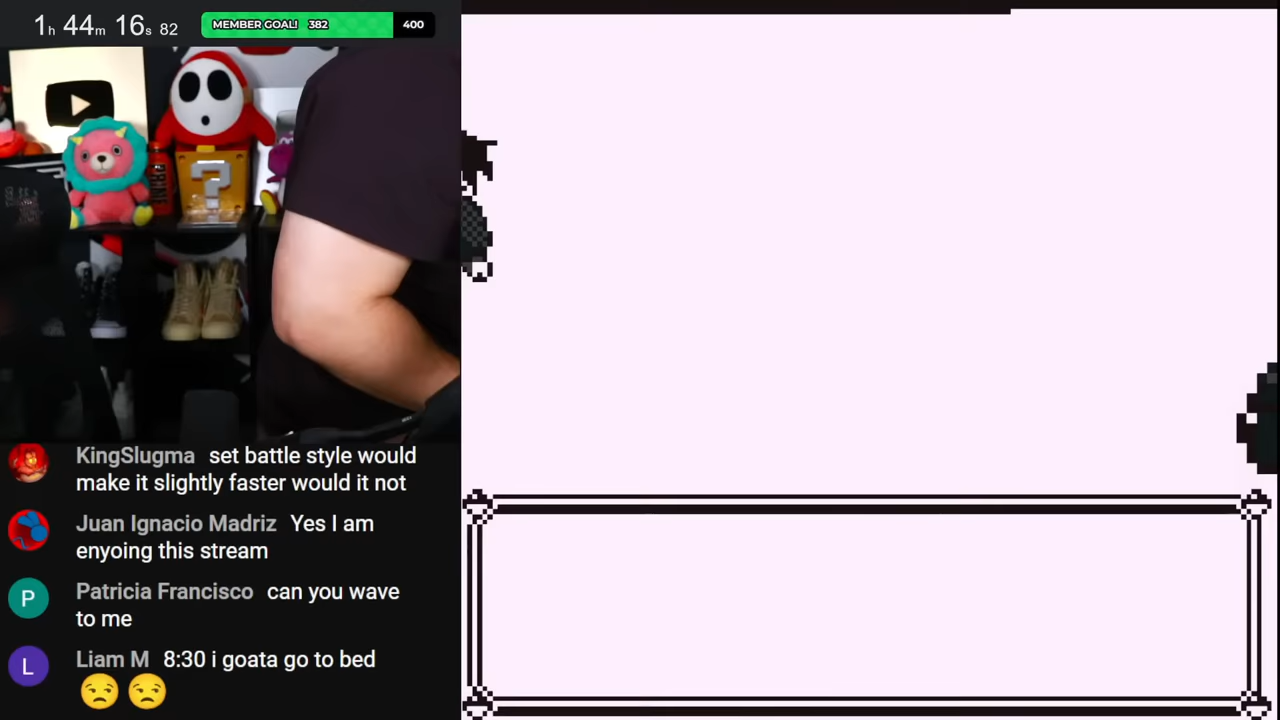 1h 44m 16s 82
MEMBER GOAL! 382 400
?
KingSlugma set battle style would
make it slightly faster would it not
Juan Ignacio Madriz Yes I am
enyoing this stream
P Patricia Francisco can you wave
to me
L Liam M 8:30 i goata go to bed
😒 😒